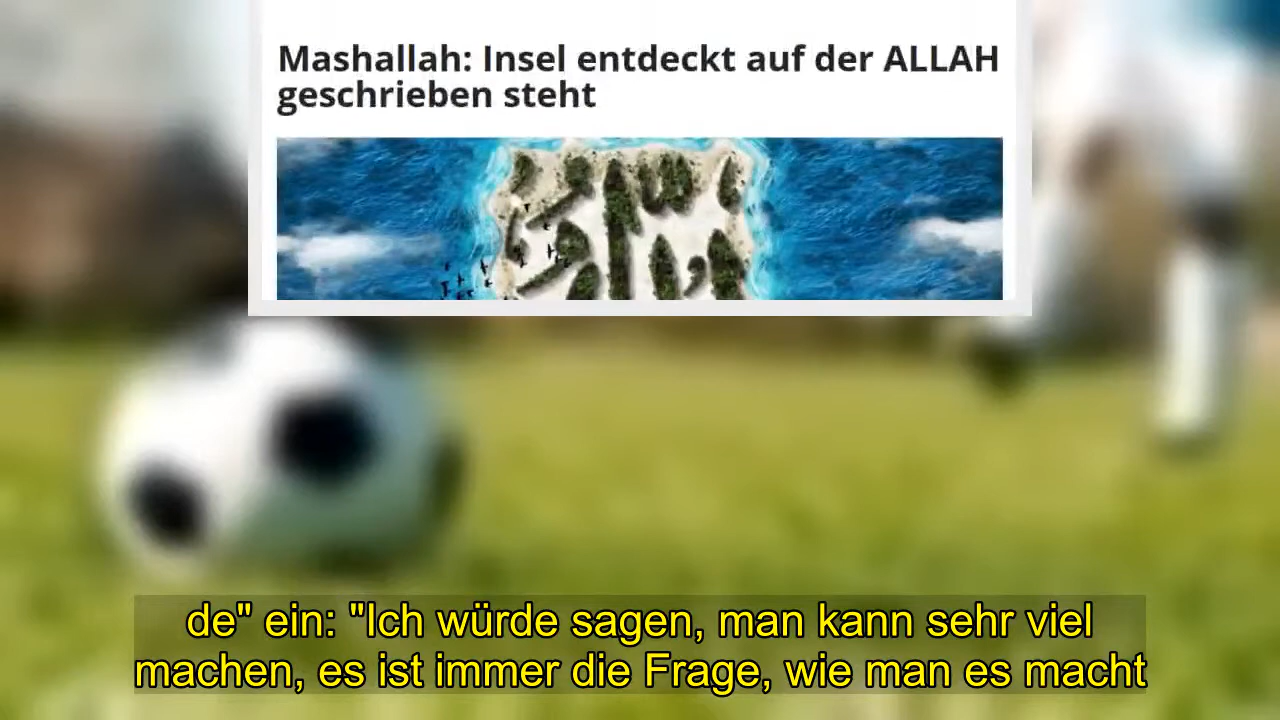 Mashallah: Insel entdeckt auf der ALLAH
geschrieben steht
de" ein: "Ich würde sagen, man kann sehr viel
machen, es ist immer die Frage, wie man es macht